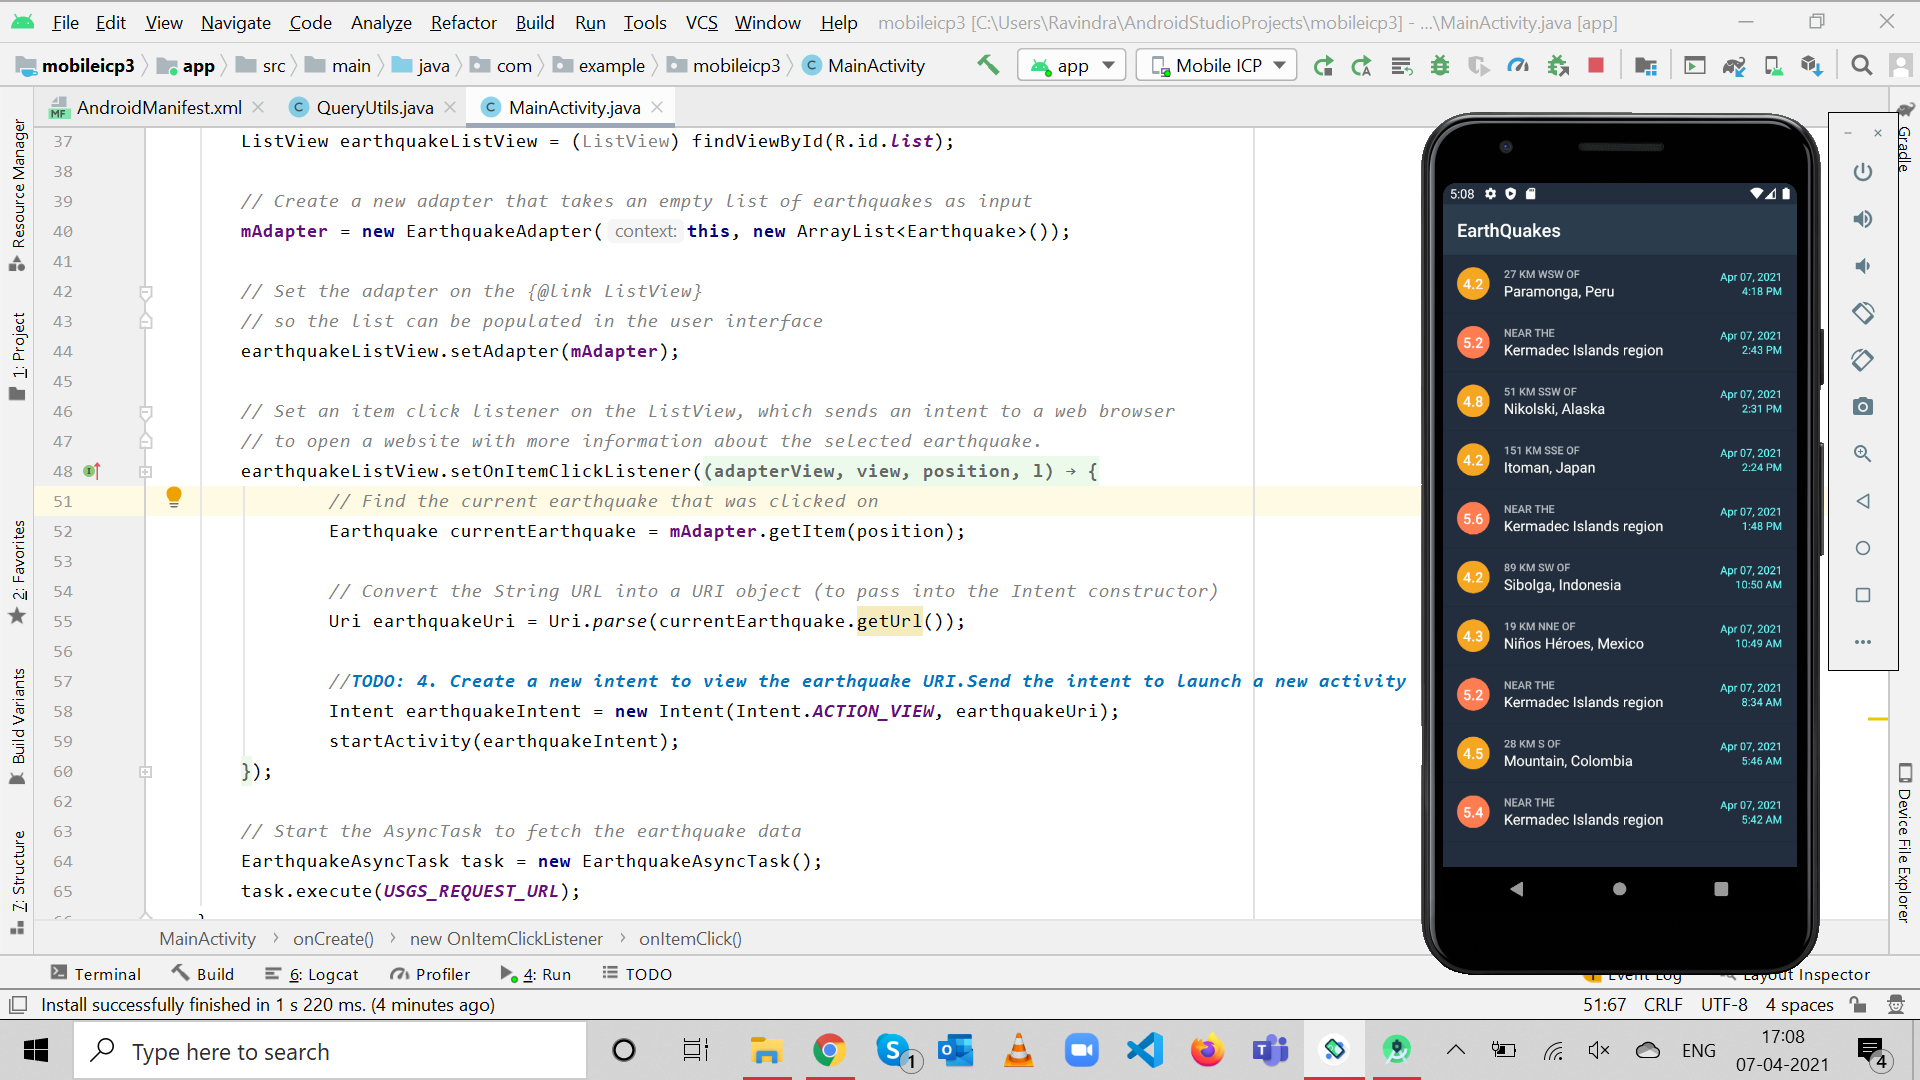 File Edit View Navigate Code Analyze Refactor Build Run Tools VCS Window Help mobileicp3 [C:\Users\Ravindra\AndroidStudioProjects\mobileicp3] - ...\MainActivity.java [app]
mobileicp3 app src main java com example mobileicp3 C MainActivity app Mobile ICP
MF AndroidManifest.xml C QueryUtils.java C MainActivity.java
Resource Manager
1: Project
2: Favorites
Build Variants
7: Structure
37 ListView earthquakeListView = (ListView) findViewById(R.id.list);
38
39 // Create a new adapter that takes an empty list of earthquakes as input
40 mAdapter = new EarthquakeAdapter( context: this, new ArrayList<Earthquake>());
41
42 // Set the adapter on the {@link ListView}
43 // so the list can be populated in the user interface
44 earthquakeListView.setAdapter(mAdapter);
45
46 // Set an item click listener on the ListView, which sends an intent to a web browser
47 // to open a website with more information about the selected earthquake.
48 earthquakeListView.setOnItemClickListener((adapterView, view, position, l) → {
51 // Find the current earthquake that was clicked on
52 Earthquake currentEarthquake = mAdapter.getItem(position);
53
54 // Convert the String URL into a URI object (to pass into the Intent constructor)
55 Uri earthquakeUri = Uri.parse(currentEarthquake.getUrl());
56
57 //TODO: 4. Create a new intent to view the earthquake URI.Send the intent to launch a new activity
58 Intent earthquakeIntent = new Intent(Intent.ACTION_VIEW, earthquakeUri);
59 startActivity(earthquakeIntent);
60 });
62
63 // Start the AsyncTask to fetch the earthquake data
64 EarthquakeAsyncTask task = new EarthquakeAsyncTask();
65 task.execute(USGS_REQUEST_URL);
5:08
EarthQuakes
4.2 27 KM WSW OF Apr 07, 2021
Paramonga, Peru 4:18 PM
5.2 NEAR THE Apr 07, 2021
Kermadec Islands region 2:43 PM
4.8 51 KM SSW OF Apr 07, 2021
Nikolski, Alaska 2:31 PM
4.2 151 KM SSE OF Apr 07, 2021
Itoman, Japan 2:24 PM
5.6 NEAR THE Apr 07, 2021
Kermadec Islands region 1:48 PM
4.2 89 KM SW OF Apr 07, 2021
Sibolga, Indonesia 10:50 AM
4.3 19 KM NNE OF Apr 07, 2021
Niños Héroes, Mexico 10:49 AM
5.2 NEAR THE Apr 07, 2021
Kermadec Islands region 8:34 AM
4.5 28 KM S OF Apr 07, 2021
Mountain, Colombia 5:46 AM
5.4 NEAR THE Apr 07, 2021
Kermadec Islands region 5:42 AM
Gradle
Device File Explorer
MainActivity › onCreate() › new OnItemClickListener › onItemClick()
Terminal Build 6: Logcat Profiler 4: Run TODO Event Log Layout Inspector
Install successfully finished in 1 s 220 ms. (4 minutes ago) 51:67 CRLF UTF-8 4 spaces
Type here to search 1 ENG 17:08
07-04-2021 4